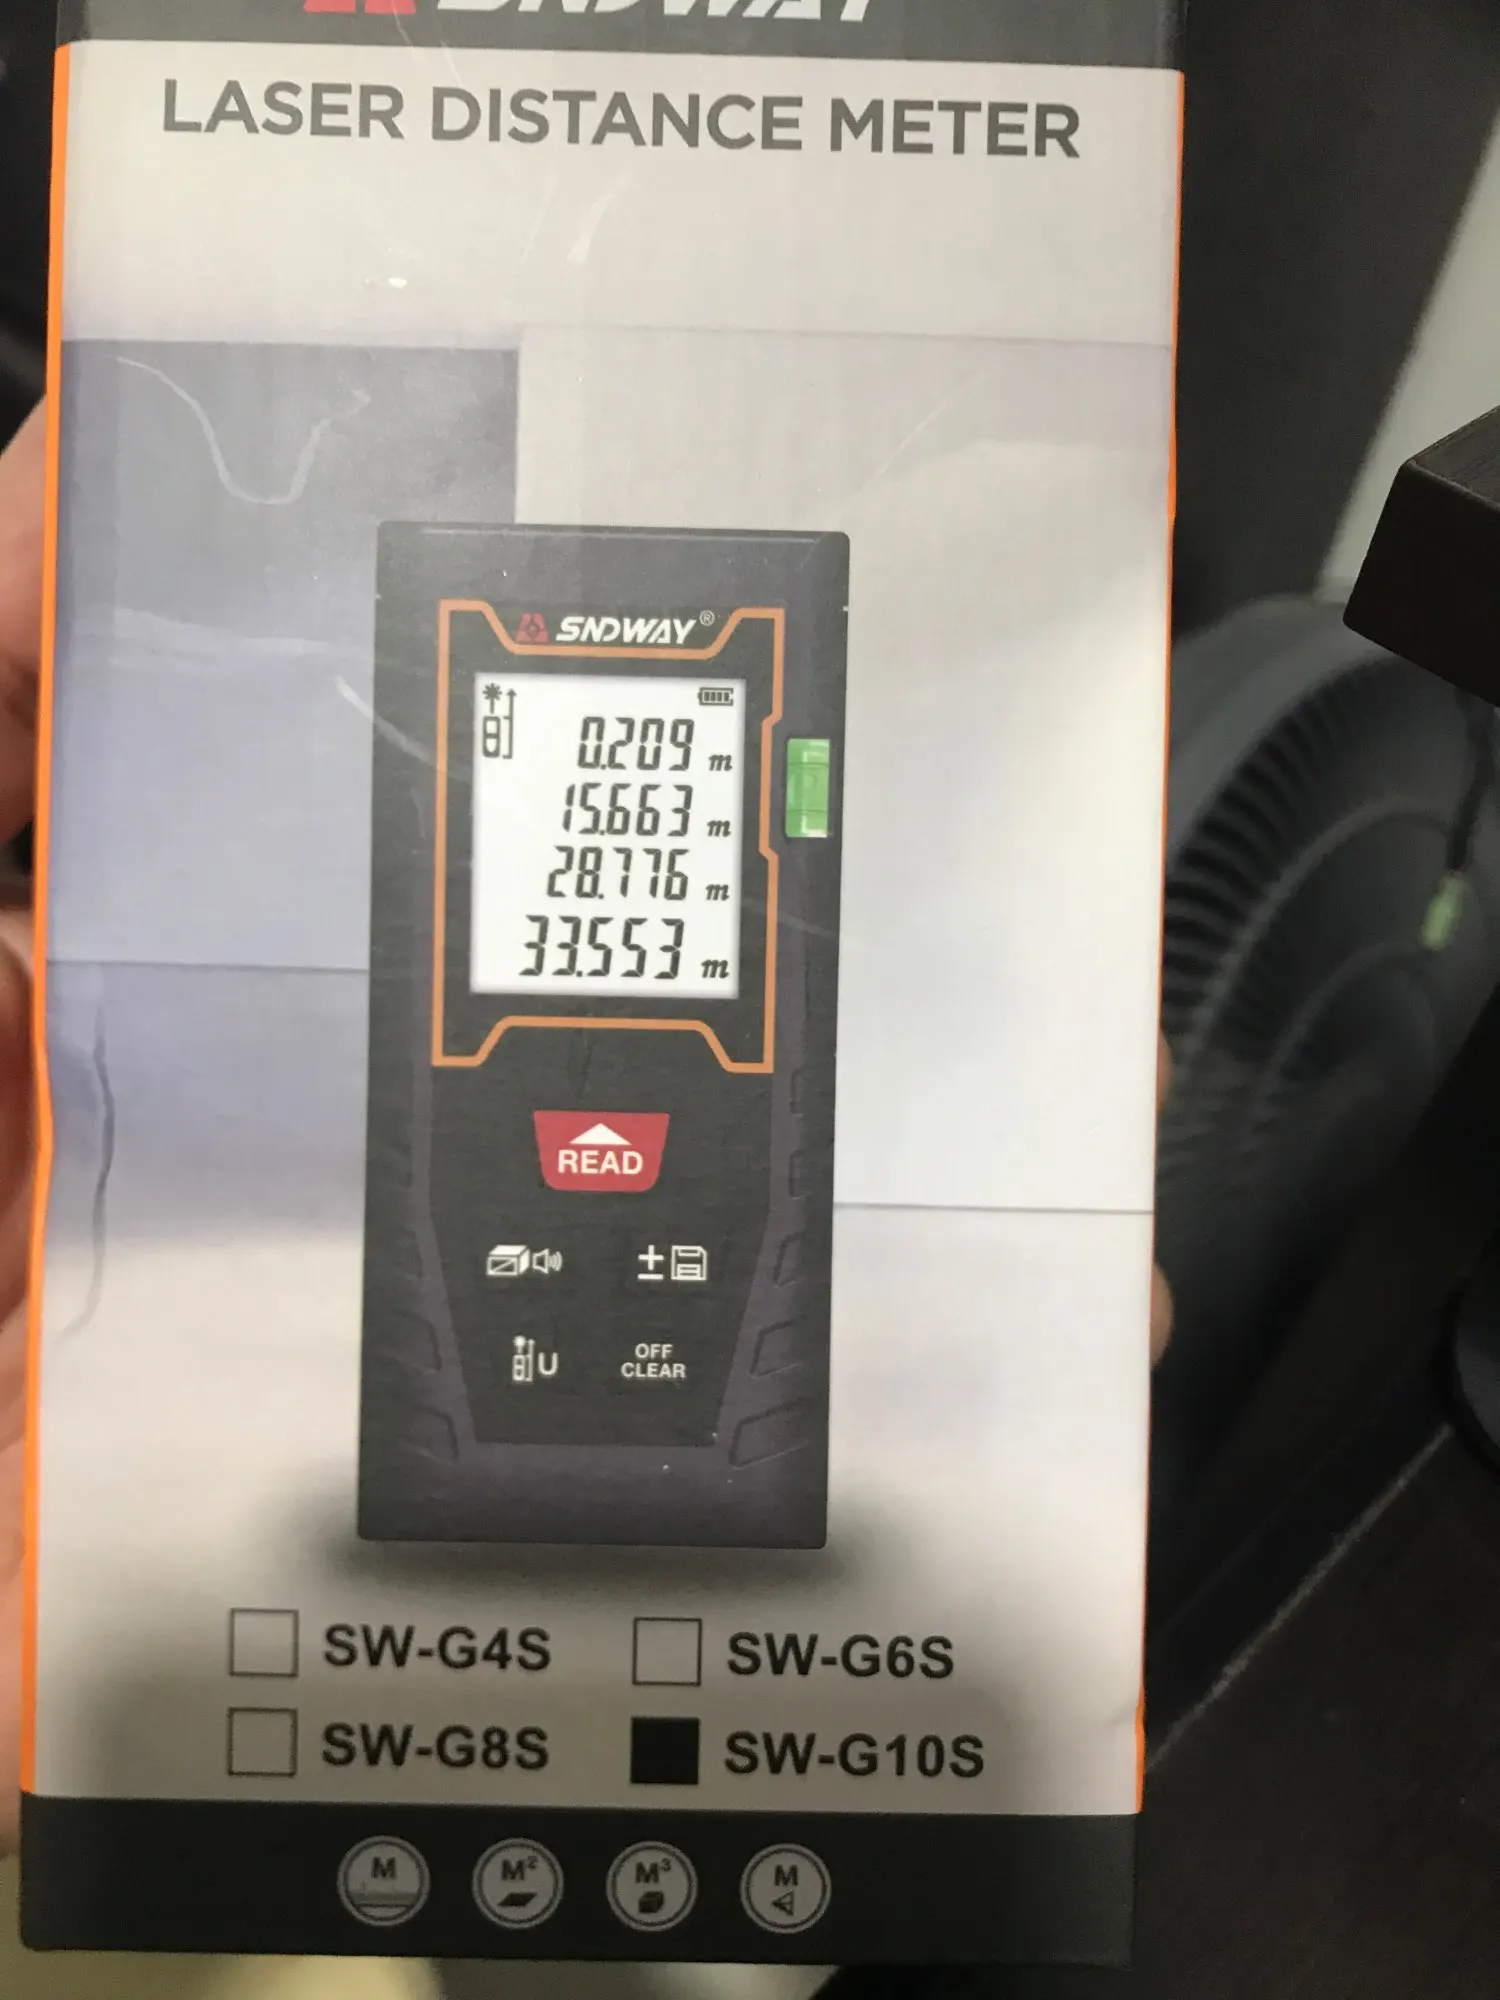 SNDWAY
LASER DISTANCE METER
SNDWAY®
0.209 m
15.663 m
28.776 m
33.553 m
READ
±
U
OFF
CLEAR
SW-G4S
SW-G6S
SW-G8S
SW-G10S
M
M²
M³
M